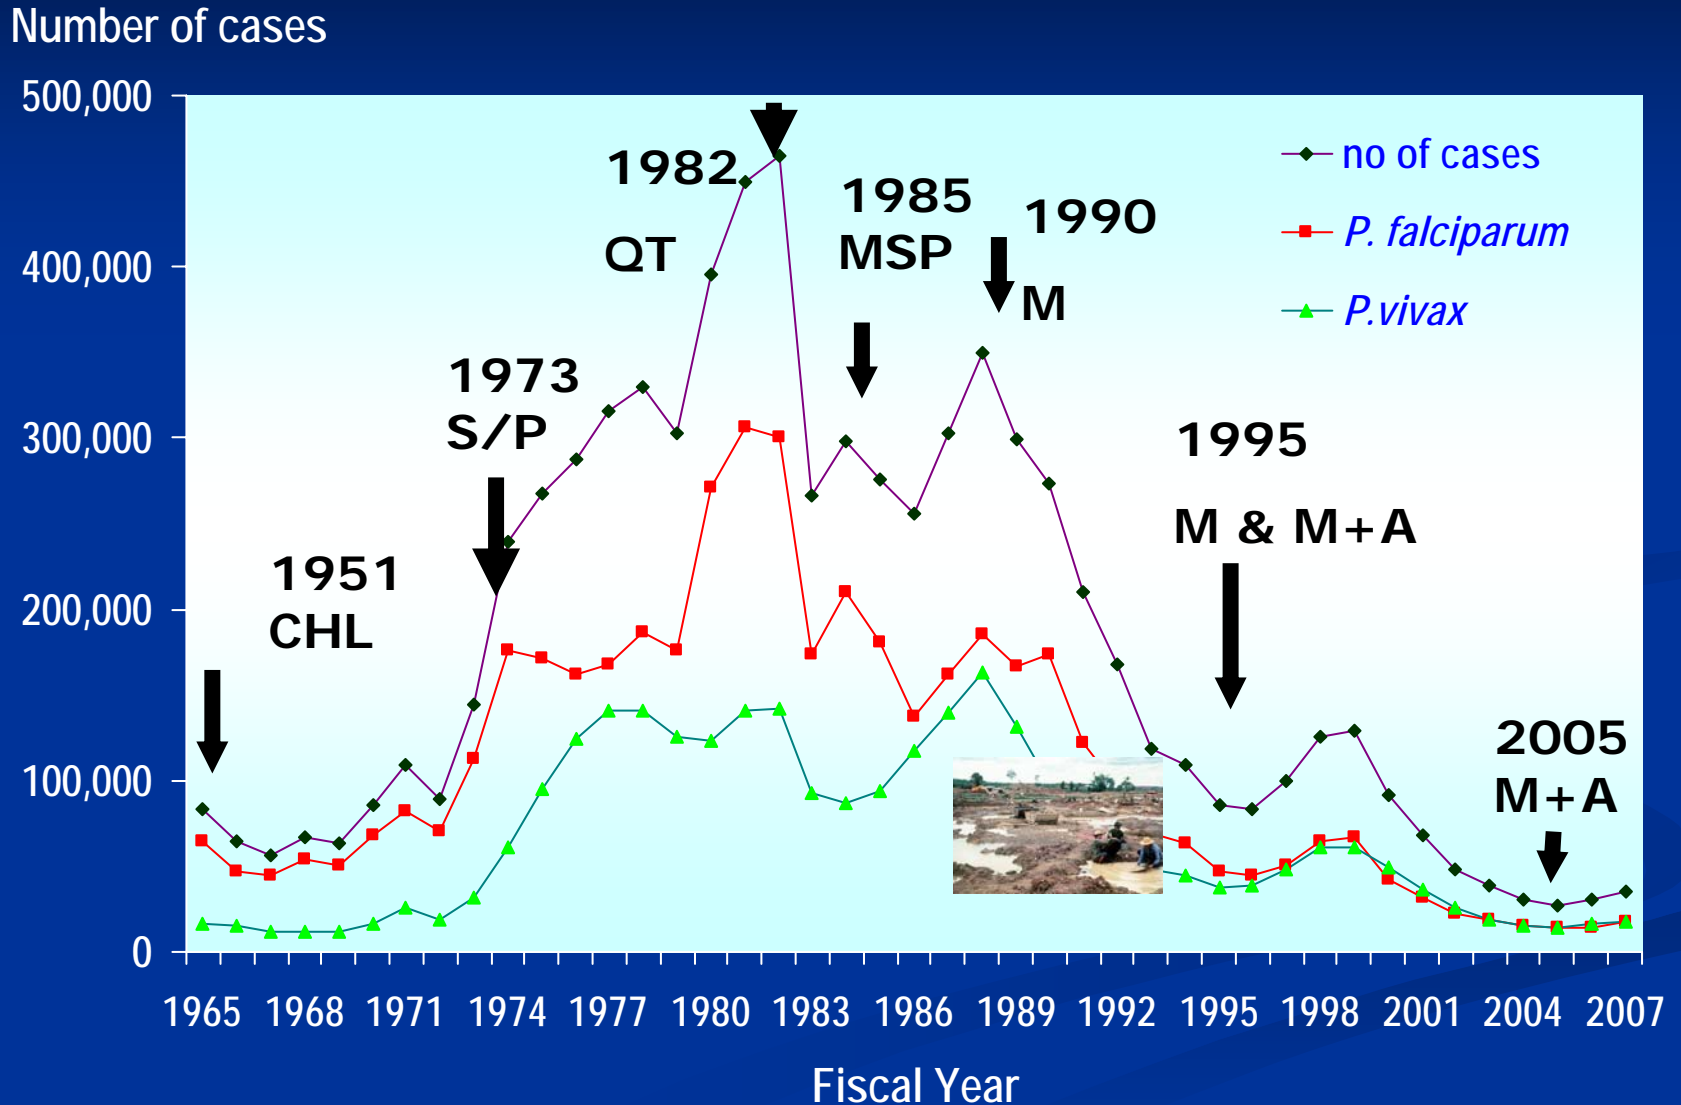 Number of cases
500,000
400,000
300,000
200,000
100,000
0
1951
CHL
1973
S/P
1982
QT
1985
MSP
1990
M
1995
M & M+A
2005
M+A
no of cases
P. falciparum
P.vivax
1965 1968 1971 1974 1977 1980 1983 1986 1989 1992 1995 1998 2001 2004 2007
Fiscal Year